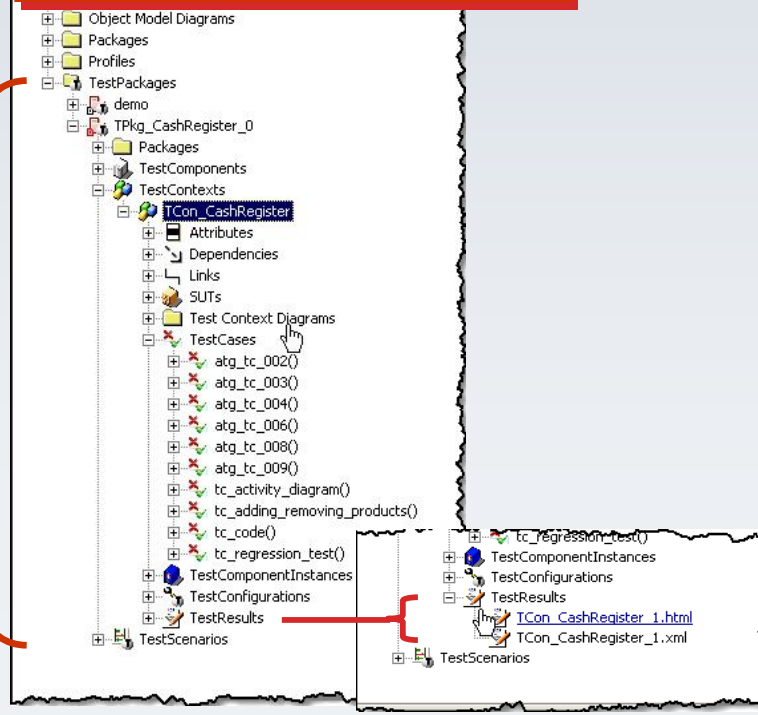 Object Model Diagrams
Packages
Profiles
TestPackages
demo
TPkg_CashRegister_0
Packages
TestComponents
TestContexts
TCon_CashRegister
Attributes
Dependencies
Links
SUTs
Test Context Diagrams
TestCases
atg_tc_002()
atg_tc_003()
atg_tc_004()
atg_tc_006()
atg_tc_008()
atg_tc_009()
tc_activity_diagram()
tc_adding_removing_products()
tc_code()
tc_regression_test()
TestComponentInstances
TestConfigurations
TestResults
TestScenarios
tc_regression_test()
TestComponentInstances
TestConfigurations
TestResults
TCon_CashRegister_1.html
TCon_CashRegister_1.xml
TestScenarios